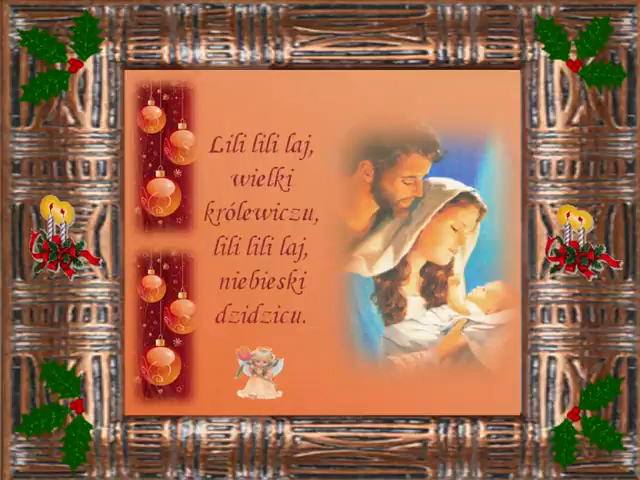 Lili lili laj,
wielki
królewiczu,
lili lili laj,
niebieski
dzidzicu.